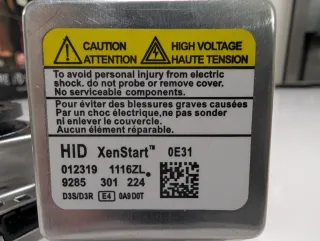 CAUTION HIGH VOLTAGE
ATTENTION HAUTE TENSION
To avoid personal injury from electric
shock. do not probe or remove cover.
No serviceable components.
Pour éviter des blessures graves causées
Par un choc électrique,ne pas sonder
ni enlever le couvercle.
Aucun élément réparable.
HID XenStart™ 0E31
012319 1116ZL
9285 301 224
D3S/D3R E4 0A9D0T